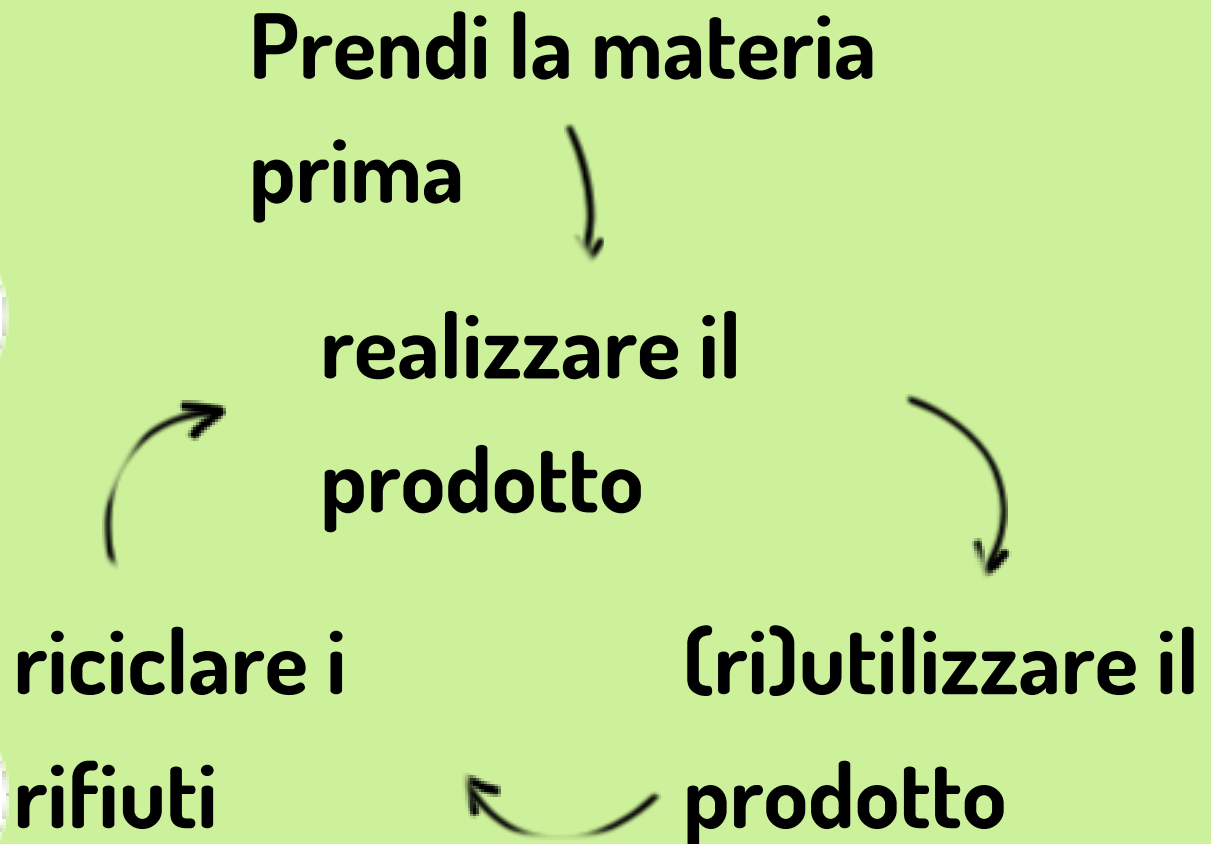 Prendi la materia
prima
realizzare il
prodotto
riciclare i
rifiuti
(ri)utilizzare il
prodotto